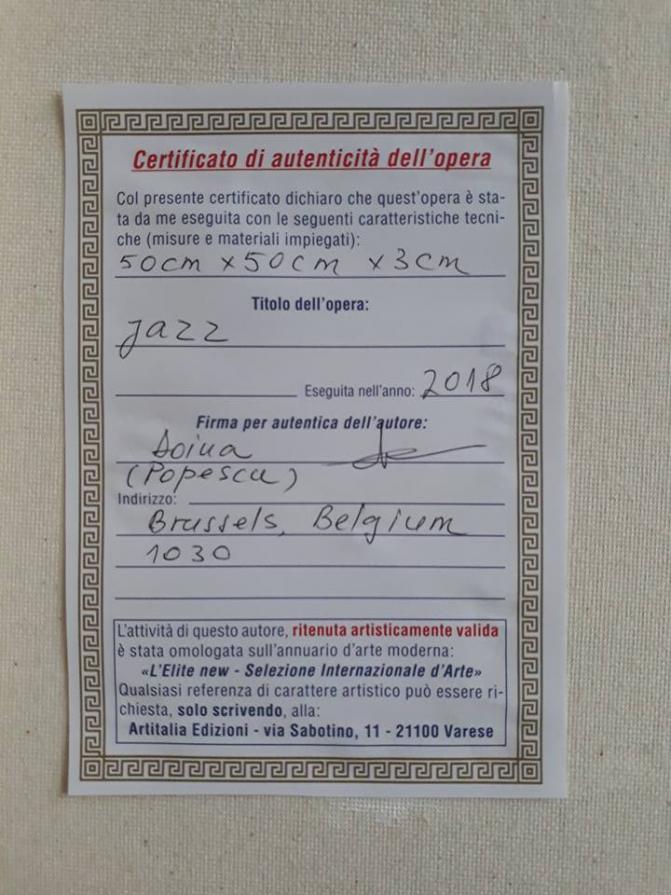 Certificato di autenticità dell'opera
Col presente certificato dichiaro che quest'opera è sta-
ta da me eseguita con le seguenti caratteristiche tecni-
che (misure e materiali impiegati):
50cm x 50cm x 3cm
Titolo dell'opera:
Jazz
Eseguita nell'anno: 2018
Firma per autentica dell'autore:
Doina
(Popescu)
Indirizzo:
Brussels, Belgium
1030
L'attività di questo autore, ritenuta artisticamente valida
è stata omologata sull'annuario d'arte moderna:
«L'Elite new - Selezione Internazionale d'Arte»
Qualsiasi referenza di carattere artistico può essere ri-
chiesta, solo scrivendo, alla:
Artitalia Edizioni - via Sabotino, 11 - 21100 Varese